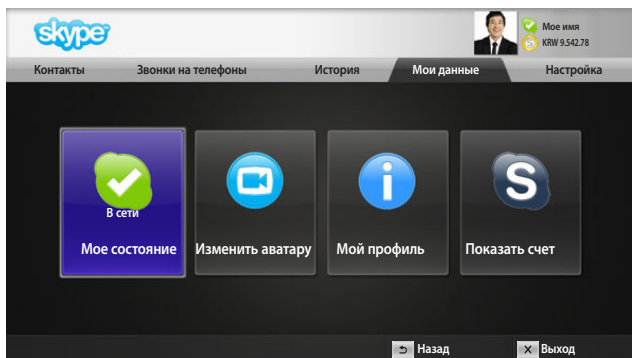 skype
Мое имя
KRW 9.542.78
Контакты Звонки на телефоны История Мои данные Настройка
В сети
Мое состояние Изменить аватару Мой профиль Показать счет
Назад Выход